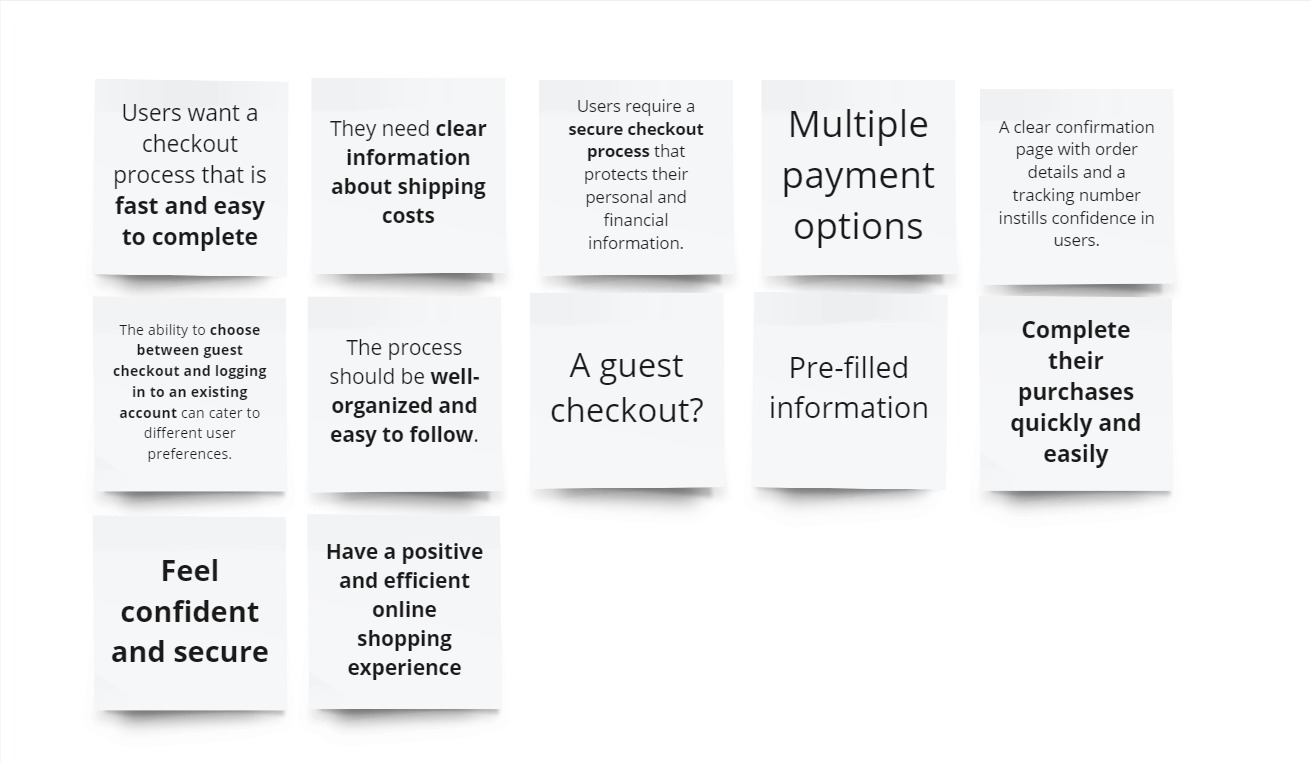 Users want a
checkout
process that is
fast and easy
to complete
They need clear
information
about shipping
costs
Users require a
secure checkout
process that
protects their
personal and
financial
information.
Multiple
payment
options
A clear confirmation
page with order
details and a
tracking number
instills confidence in
users.
The ability to choose
between guest
checkout and logging
in to an existing
account can cater to
different user
preferences.
The process
should be well-
organized and
easy to follow.
A guest
checkout?
Pre-filled
information
Complete
their
purchases
quickly and
easily
Feel
confident
and secure
Have a positive
and efficient
online
shopping
experience